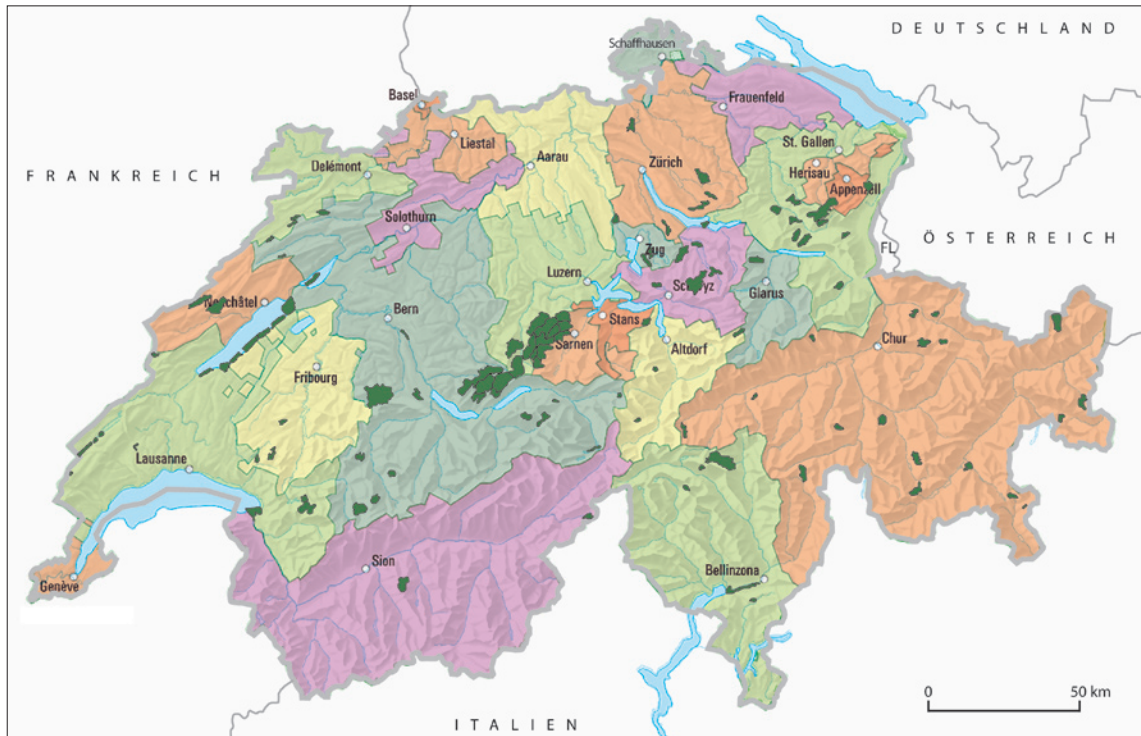 DEUTSCHLAND
Schaffhausen
Basel
Frauenfeld
Liestal
St. Gallen
Aarau
Zürich
Herisau
Delémont
FRANKREICH
Appenzell
Solothurn
ÖSTERREICH
Zug
FL
Luzern
Schwyz
Glarus
Neuchâtel
Bern
Stans
Sarnen
Altdorf
Chur
Fribourg
Lausanne
Sion
Bellinzona
Genève
0 50 km
ITALIEN